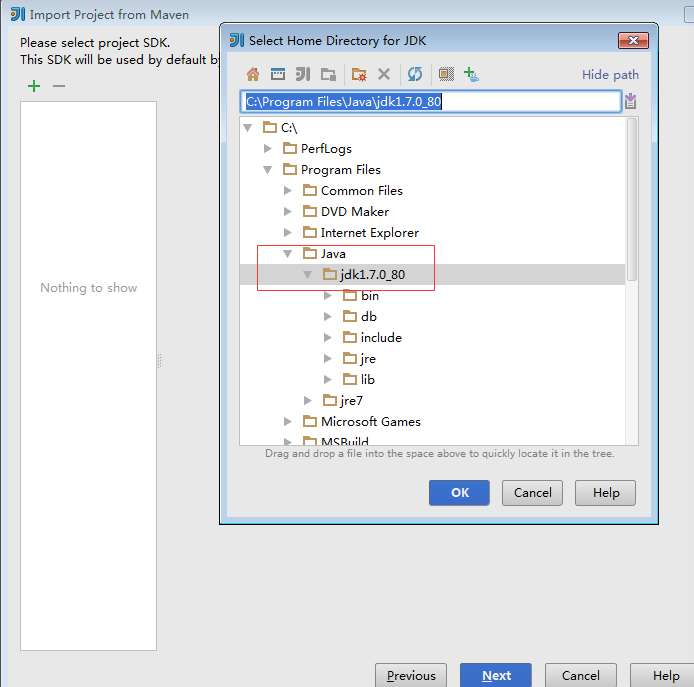 Import Project from Maven
Please select project SDK.
This SDK will be used by default by
Nothing to show
Select Home Directory for JDK
Hide path
C:\Program Files\Java\jdk1.7.0_80
C:\
PerfLogs
Program Files
Common Files
DVD Maker
Internet Explorer
Java
jdk1.7.0_80
bin
db
include
jre
lib
jre7
Microsoft Games
MSBuild
Drag and drop a file into the space above to quickly locate it in the tree.
OK Cancel Help
Previous Next Cancel Help